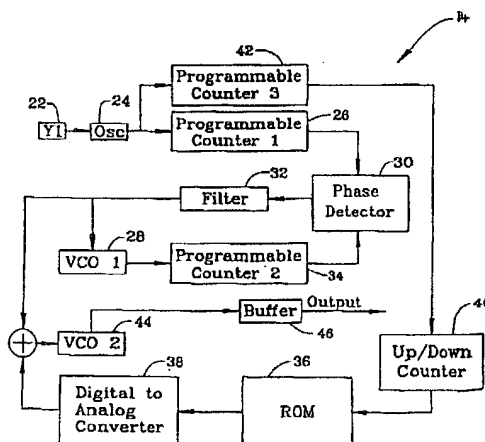 42
Programmable
Counter 3
22
Y1
24
Osc
Programmable
Counter 1
26
30
Phase
Detector
32
Filter
28
VCO 1
Programmable
Counter 2
34
44
VCO 2
Buffer
46
Output
Up/Down
Counter
38
Digital to
Analog
Converter
36
ROM